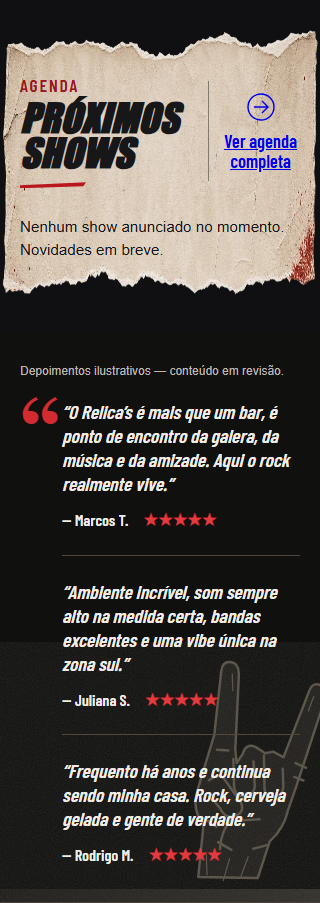 AGENDA
PRÓXIMOS
SHOWS
Ver agenda
completa
Nenhum show anunciado no momento.
Novidades em breve.
Depoimentos ilustrativos — conteúdo em revisão.
“O Relica’s é mais que um bar, é
ponto de encontro da galera, da
música e da amizade. Aqui o rock
realmente vive.”
— Marcos T. ★★★★★
“Ambiente incrível, som sempre
alto na medida certa, bandas
excelentes e uma vibe única na
zona sul.”
— Juliana S. ★★★★★
“Frequento há anos e continua
sendo minha casa. Rock, cerveja
gelada e gente de verdade.”
— Rodrigo M. ★★★★★